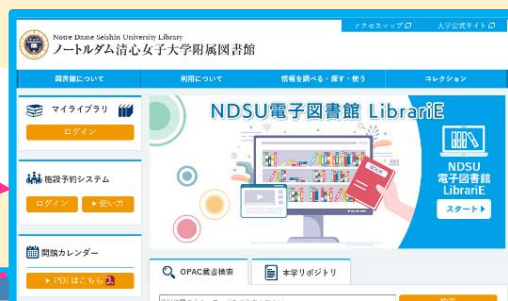 アクセスマップ
大学公式サイト
Notre Dame Seishin University Library
ノートルダム清心女子大学附属図書館
図書館について
利用について
情報を調べる・探す・使う
コレクション
マイライブラリ
ログイン
施設予約システム
ログイン
▶使い方
開館カレンダー
▶PDFはこちら
NDSU電子図書館 LibrariE
BOOK
NDSU
電子図書館
LibrariE
スタート▶
OPAC蔵書検索
本学リポジトリ
検索